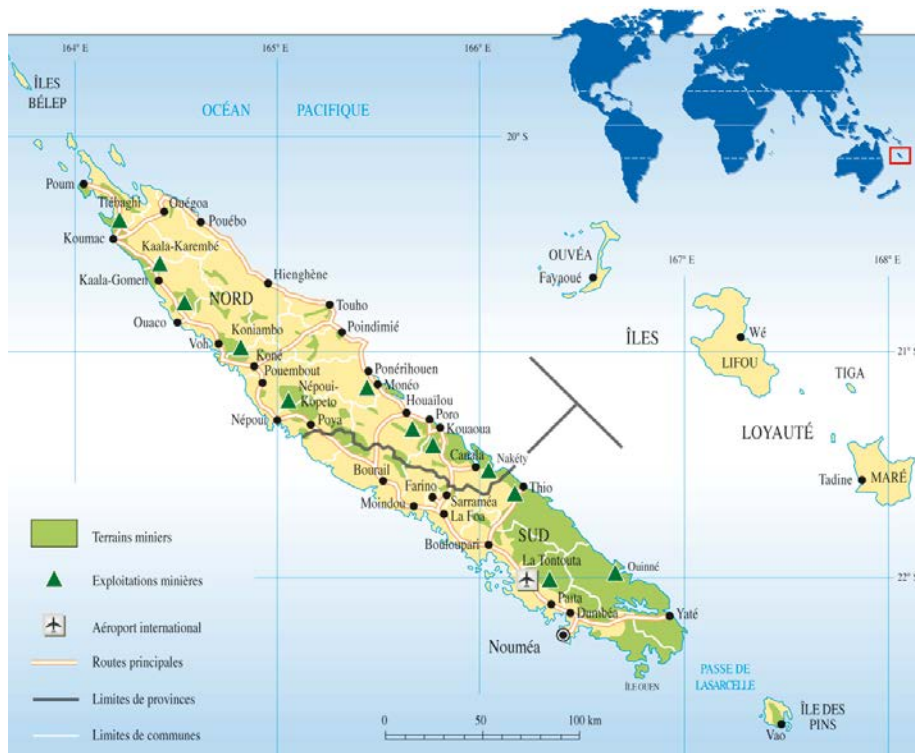 164° E
165° E
166° E
ÎLES
BÉLEP
OCÉAN
PACIFIQUE
20° S
Poum
Tiébaghi
Ouégoa
Pouébo
Koumac
Kaala-Karembé
Kaala-Gomen
Hienghène
NORD
Touho
Ouaco
Koniambo
Poindimié
Voh
Koné
Pouembout
Ponérihouen
Népoui-
Kopeto
Monéo
Houaïlou
Poro
Kouaoua
Népoui
Poya
Canala
Nakéty
Bourail
Thio
Farino
Sarraméa
Moindou
La Foa
SUD
Bouloupari
La Tontouta
Ouinné
Paita
Dumbéa
Yaté
Nouméa
ÎLE OUEN
OUVÉA
Fayaoué
167° E
168° E
ÎLES
Wé
LIFOU
21° S
TIGA
LOYAUTÉ
Tadine
MARÉ
22° S
PASSE DE
LASARCELLE
ÎLE DES
PINS
Vao
Terrains miniers
Exploitations minières
Aéroport international
Routes principales
Limites de provinces
Limites de communes
0 50 100 km